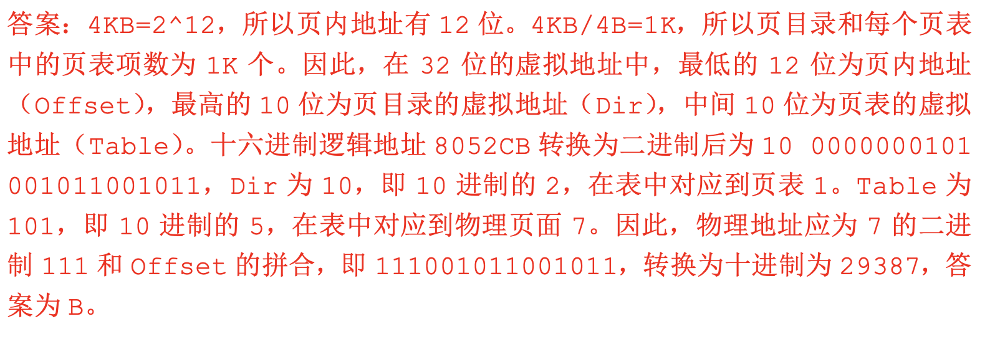 答案：4KB=2^12，所以页内地址有 12 位。4KB/4B=1K，所以页目录和每个页表
中的页表项数为 1K 个。因此，在 32 位的虚拟地址中，最低的 12 位为页内地址
（Offset），最高的 10 位为页目录的虚拟地址（Dir），中间 10 位为页表的虚拟
地址（Table）。十六进制逻辑地址 8052CB 转换为二进制后为 10 0000000101
001011001011，Dir 为 10，即 10 进制的 2，在表中对应到页表 1。Table 为
101，即 10 进制的 5，在表中对应到物理页面 7。因此，物理地址应为 7 的二进
制 111 和 Offset 的拼合，即 111001011001011，转换为十进制为 29387，答
案为 B。